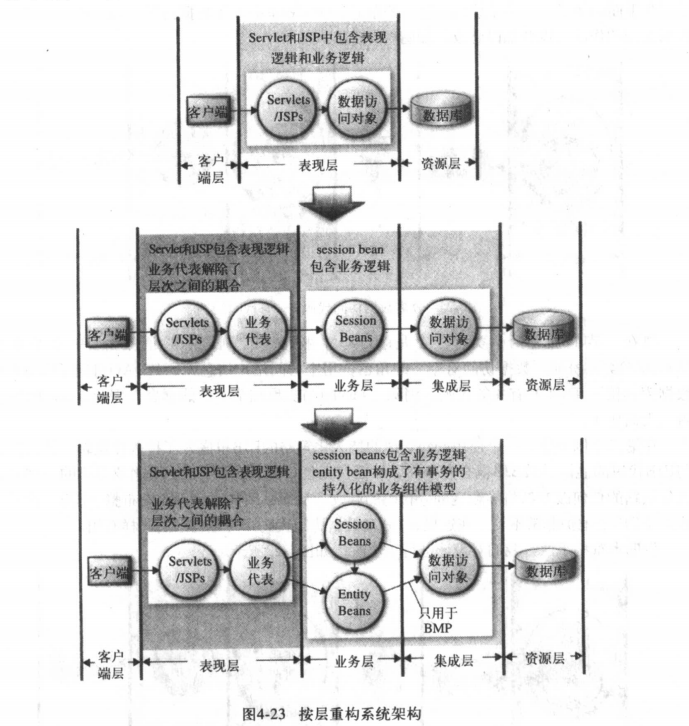 Servlet和JSP中包含表现
逻辑和业务逻辑
客户端
Servlets
/JSPs
数据访
问对象
数据库
客户
端层
表现层
资源层
Servlet和JSP包含表现逻辑
业务代表解除了
层次之间的耦合
session bean
包含业务逻辑
客户端
Servlets
/JSPs
业务
代表
Session
Beans
数据访
问对象
数据库
客户
端层
表现层
业务层
集成层
资源层
Servlet和JSP包含表现逻辑
业务代表解除了
层次之间的耦合
session beans包含业务逻辑
entity bean构成了有事务的
持久化的业务组件模型
客户端
Servlets
/JSPs
业务
代表
Session
Beans
Entity
Beans
数据访
问对象
只用于
BMP
数据库
客户
端层
表现层
业务层
集成层
资源层
图4-23 按层重构系统架构